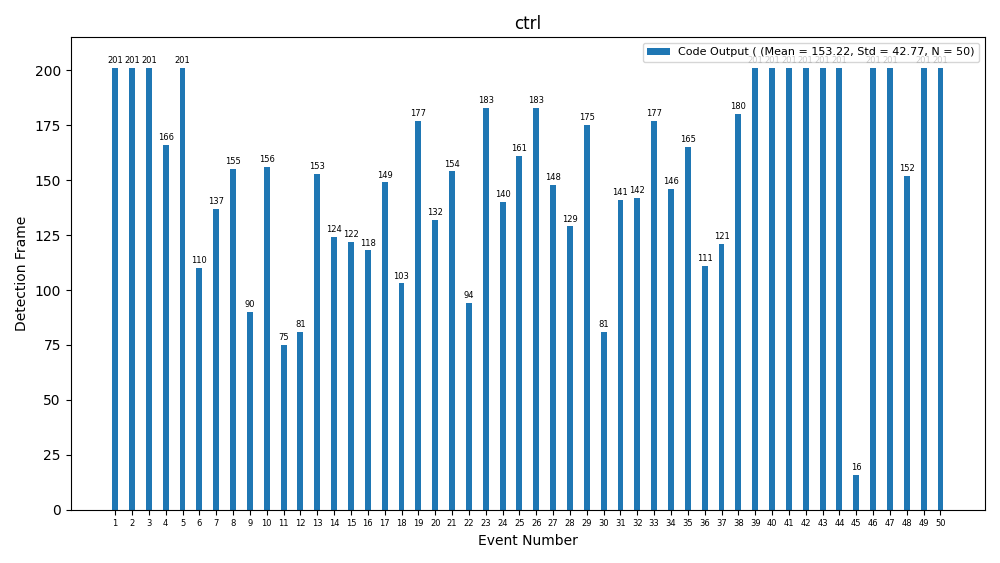 ctrl
Code Output ( (Mean = 153.22, Std = 42.77, N = 50)
Detection Frame
200
175
150
125
100
75
50
25
0
201 201 201 166 201 110 137 155 90 156 75 81 153 124 122 118 149 103 177 132 154 94 183 140 161 183 148 129 175 81 141 142 177 146 165 111 121 180 201 201 201 201 201 201 16 201 201 152 201 201
1 2 3 4 5 6 7 8 9 10 11 12 13 14 15 16 17 18 19 20 21 22 23 24 25 26 27 28 29 30 31 32 33 34 35 36 37 38 39 40 41 42 43 44 45 46 47 48 49 50
Event Number